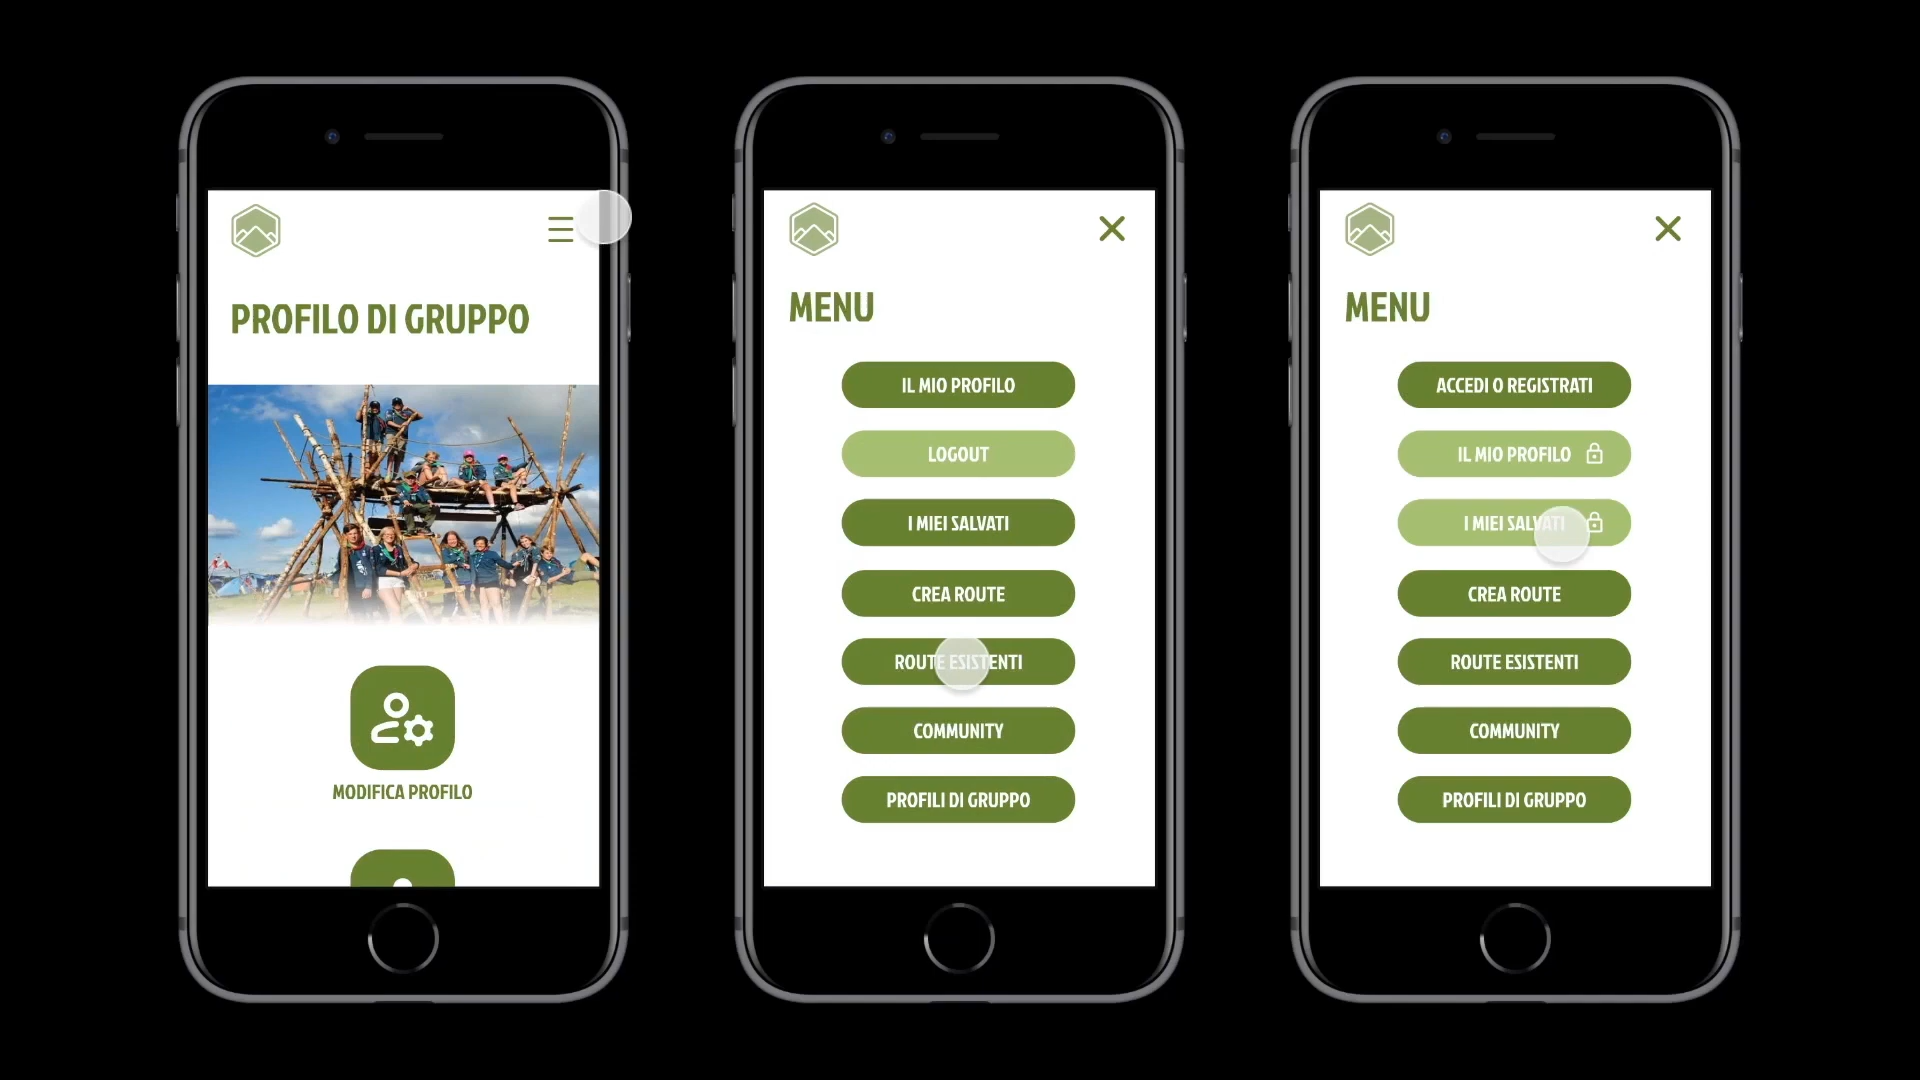 PROFILO DI GRUPPO
MODIFICA PROFILO
MENU
IL MIO PROFILO
LOGOUT
I MIEI SALVATI
CREA ROUTE
ROUTE ESISTENTI
COMMUNITY
PROFILI DI GRUPPO
MENU
ACCEDI O REGISTRATI
IL MIO PROFILO
I MIEI SALVATI
CREA ROUTE
ROUTE ESISTENTI
COMMUNITY
PROFILI DI GRUPPO